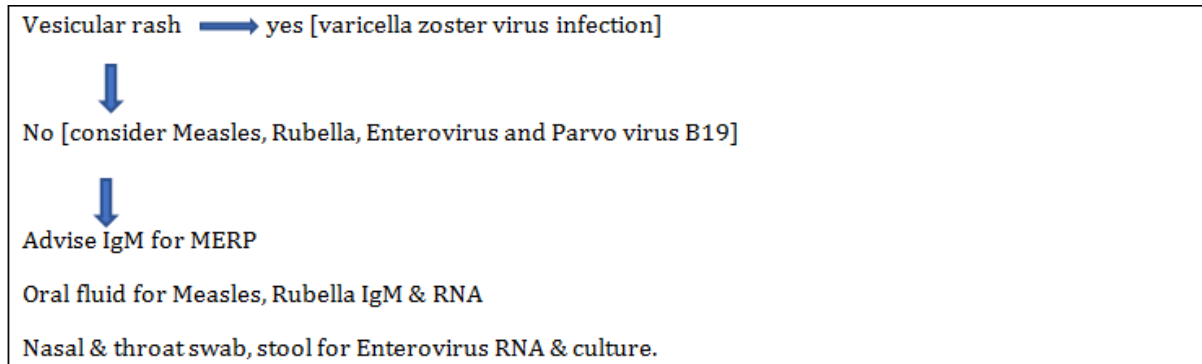 Vesicular rash yes [varicella zoster virus infection]
No [consider Measles, Rubella, Enterovirus and Parvo virus B19]
Advise IgM for MERP
Oral fluid for Measles, Rubella IgM & RNA
Nasal & throat swab, stool for Enterovirus RNA & culture.